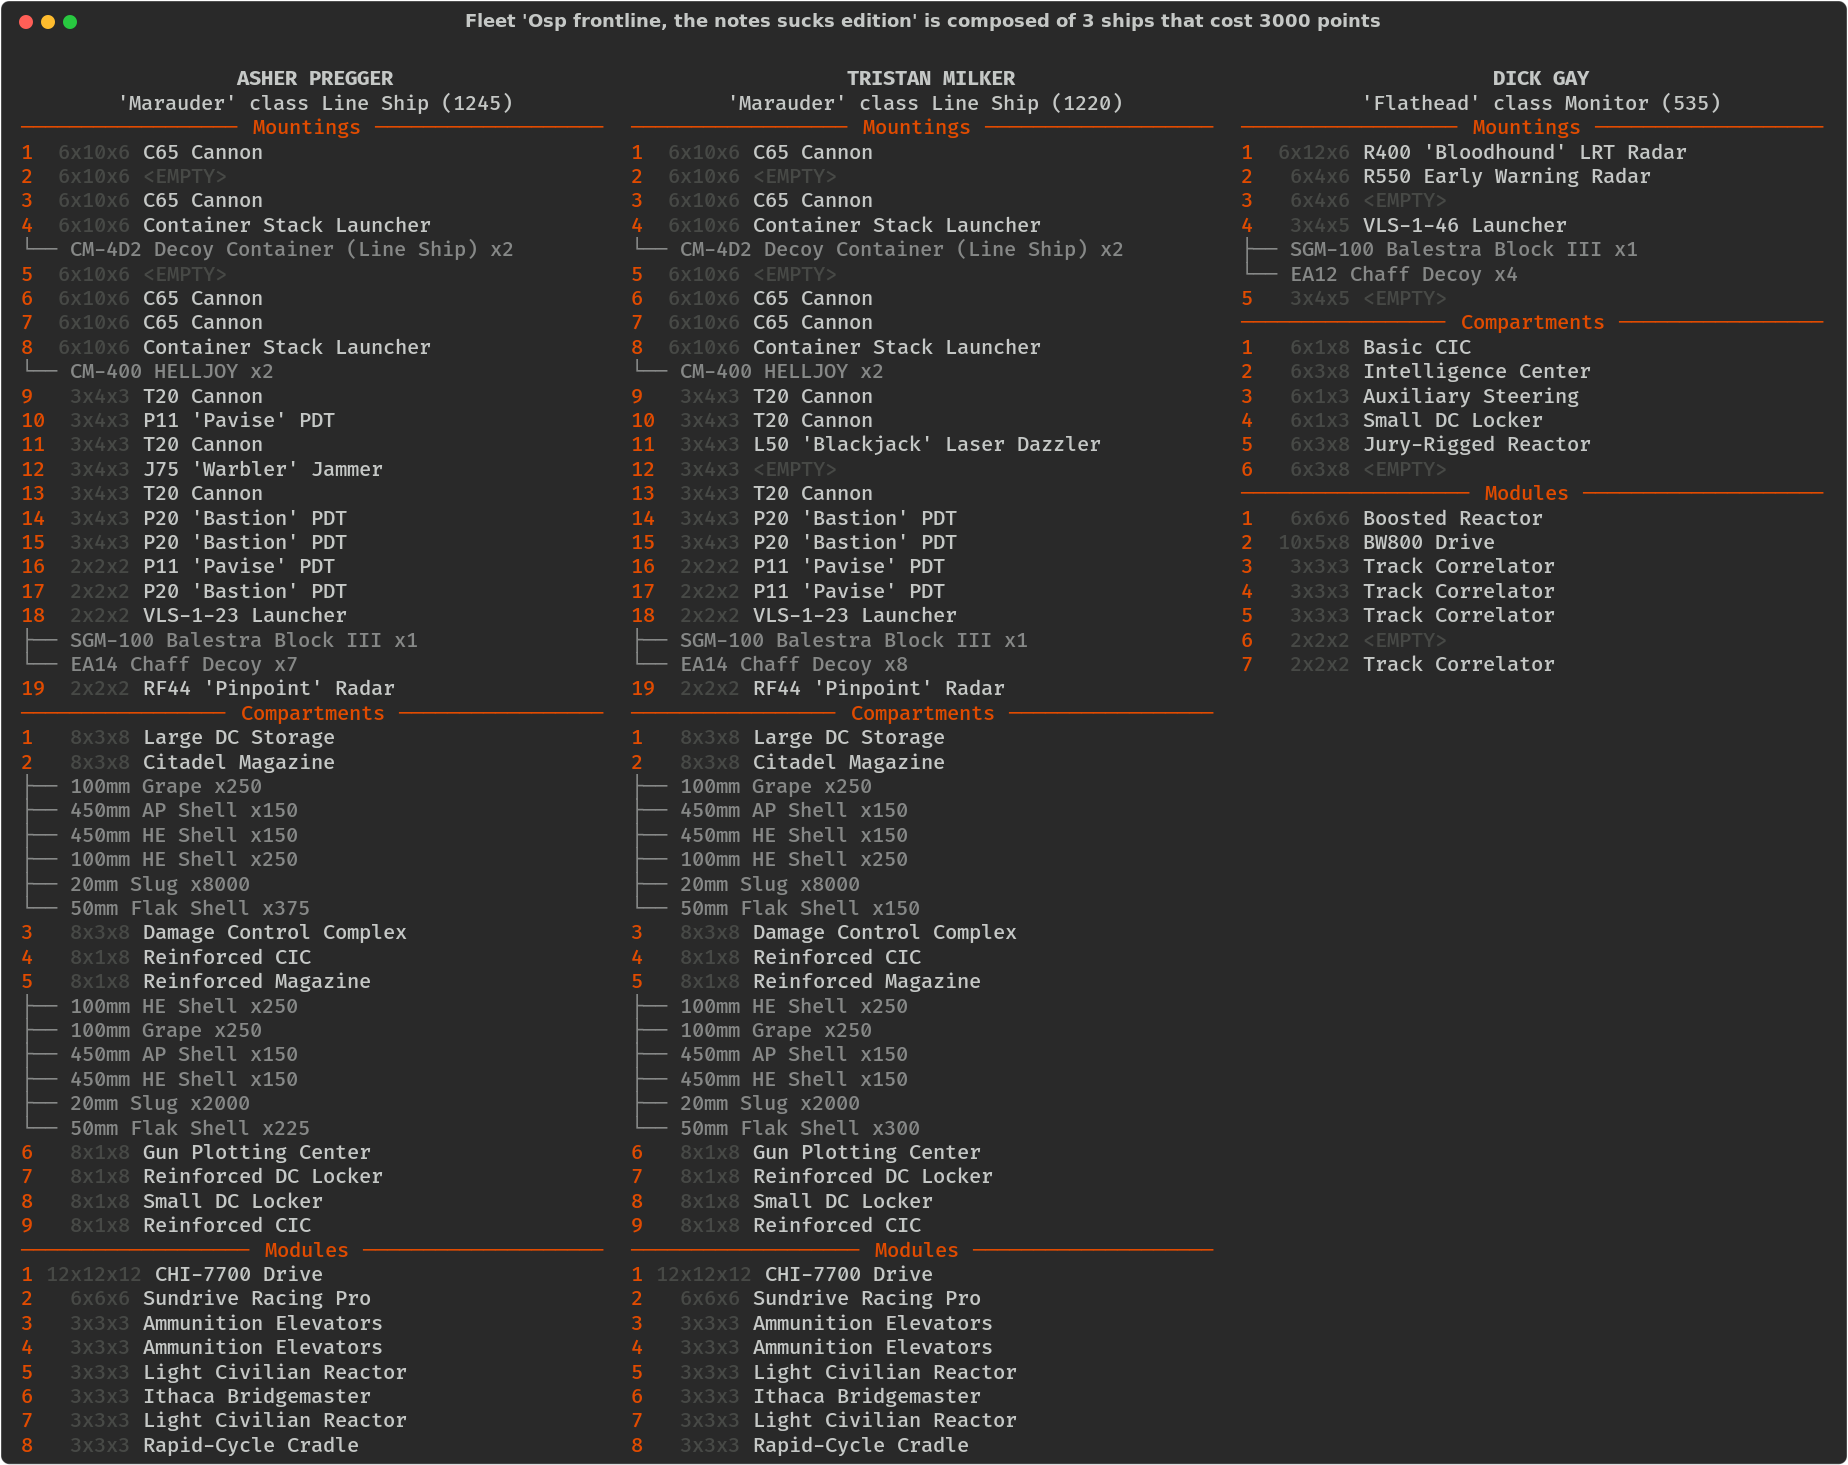 Fleet 'Osp frontline, the notes sucks edition' is composed of 3 ships that cost 3000 points
ASHER PREGGER
'Marauder' class Line Ship (1245)
Mountings
1 6x10x6 C65 Cannon
2 6x10x6 <EMPTY>
3 6x10x6 C65 Cannon
4 6x10x6 Container Stack Launcher
└── CM-4D2 Decoy Container (Line Ship) x2
5 6x10x6 <EMPTY>
6 6x10x6 C65 Cannon
7 6x10x6 C65 Cannon
8 6x10x6 Container Stack Launcher
└── CM-400 HELLJOY x2
9 3x4x3 T20 Cannon
10 3x4x3 P11 'Pavise' PDT
11 3x4x3 T20 Cannon
12 3x4x3 J75 'Warbler' Jammer
13 3x4x3 T20 Cannon
14 3x4x3 P20 'Bastion' PDT
15 3x4x3 P20 'Bastion' PDT
16 2x2x2 P11 'Pavise' PDT
17 2x2x2 P20 'Bastion' PDT
18 2x2x2 VLS-1-23 Launcher
├── SGM-100 Balestra Block III x1
└── EA14 Chaff Decoy x7
19 2x2x2 RF44 'Pinpoint' Radar
Compartments
1 8x3x8 Large DC Storage
2 8x3x8 Citadel Magazine
├── 100mm Grape x250
├── 450mm AP Shell x150
├── 450mm HE Shell x150
├── 100mm HE Shell x250
├── 20mm Slug x8000
└── 50mm Flak Shell x375
3 8x3x8 Damage Control Complex
4 8x1x8 Reinforced CIC
5 8x1x8 Reinforced Magazine
├── 100mm HE Shell x250
├── 100mm Grape x250
├── 450mm AP Shell x150
├── 450mm HE Shell x150
├── 20mm Slug x2000
└── 50mm Flak Shell x225
6 8x1x8 Gun Plotting Center
7 8x1x8 Reinforced DC Locker
8 8x1x8 Small DC Locker
9 8x1x8 Reinforced CIC
Modules
1 12x12x12 CHI-7700 Drive
2 6x6x6 Sundrive Racing Pro
3 3x3x3 Ammunition Elevators
4 3x3x3 Ammunition Elevators
5 3x3x3 Light Civilian Reactor
6 3x3x3 Ithaca Bridgemaster
7 3x3x3 Light Civilian Reactor
8 3x3x3 Rapid-Cycle Cradle
TRISTAN MILKER
'Marauder' class Line Ship (1220)
Mountings
1 6x10x6 C65 Cannon
2 6x10x6 <EMPTY>
3 6x10x6 C65 Cannon
4 6x10x6 Container Stack Launcher
└── CM-4D2 Decoy Container (Line Ship) x2
5 6x10x6 <EMPTY>
6 6x10x6 C65 Cannon
7 6x10x6 C65 Cannon
8 6x10x6 Container Stack Launcher
└── CM-400 HELLJOY x2
9 3x4x3 T20 Cannon
10 3x4x3 T20 Cannon
11 3x4x3 L50 'Blackjack' Laser Dazzler
12 3x4x3 <EMPTY>
13 3x4x3 T20 Cannon
14 3x4x3 P20 'Bastion' PDT
15 3x4x3 P20 'Bastion' PDT
16 2x2x2 P11 'Pavise' PDT
17 2x2x2 P11 'Pavise' PDT
18 2x2x2 VLS-1-23 Launcher
├── SGM-100 Balestra Block III x1
└── EA14 Chaff Decoy x8
19 2x2x2 RF44 'Pinpoint' Radar
Compartments
1 8x3x8 Large DC Storage
2 8x3x8 Citadel Magazine
├── 100mm Grape x250
├── 450mm AP Shell x150
├── 450mm HE Shell x150
├── 100mm HE Shell x250
├── 20mm Slug x8000
└── 50mm Flak Shell x150
3 8x3x8 Damage Control Complex
4 8x1x8 Reinforced CIC
5 8x1x8 Reinforced Magazine
├── 100mm HE Shell x250
├── 100mm Grape x250
├── 450mm AP Shell x150
├── 450mm HE Shell x150
├── 20mm Slug x2000
└── 50mm Flak Shell x300
6 8x1x8 Gun Plotting Center
7 8x1x8 Reinforced DC Locker
8 8x1x8 Small DC Locker
9 8x1x8 Reinforced CIC
Modules
1 12x12x12 CHI-7700 Drive
2 6x6x6 Sundrive Racing Pro
3 3x3x3 Ammunition Elevators
4 3x3x3 Ammunition Elevators
5 3x3x3 Light Civilian Reactor
6 3x3x3 Ithaca Bridgemaster
7 3x3x3 Light Civilian Reactor
8 3x3x3 Rapid-Cycle Cradle
DICK GAY
'Flathead' class Monitor (535)
Mountings
1 6x12x6 R400 'Bloodhound' LRT Radar
2 6x4x6 R550 Early Warning Radar
3 6x4x6 <EMPTY>
4 3x4x5 VLS-1-46 Launcher
├── SGM-100 Balestra Block III x1
└── EA12 Chaff Decoy x4
5 3x4x5 <EMPTY>
Compartments
1 6x1x8 Basic CIC
2 6x3x8 Intelligence Center
3 6x1x3 Auxiliary Steering
4 6x1x3 Small DC Locker
5 6x3x8 Jury-Rigged Reactor
6 6x3x8 <EMPTY>
Modules
1 6x6x6 Boosted Reactor
2 10x5x8 BW800 Drive
3 3x3x3 Track Correlator
4 3x3x3 Track Correlator
5 3x3x3 Track Correlator
6 2x2x2 <EMPTY>
7 2x2x2 Track Correlator